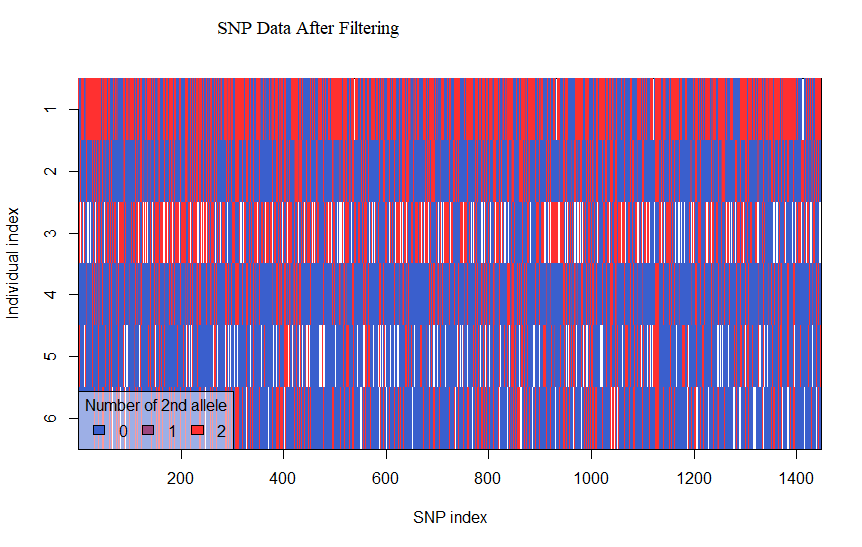 SNP Data After Filtering
Individual index
1
2
3
4
5
6
Number of 2nd allele
0 1 2
200 400 600 800 1000 1200 1400
SNP index